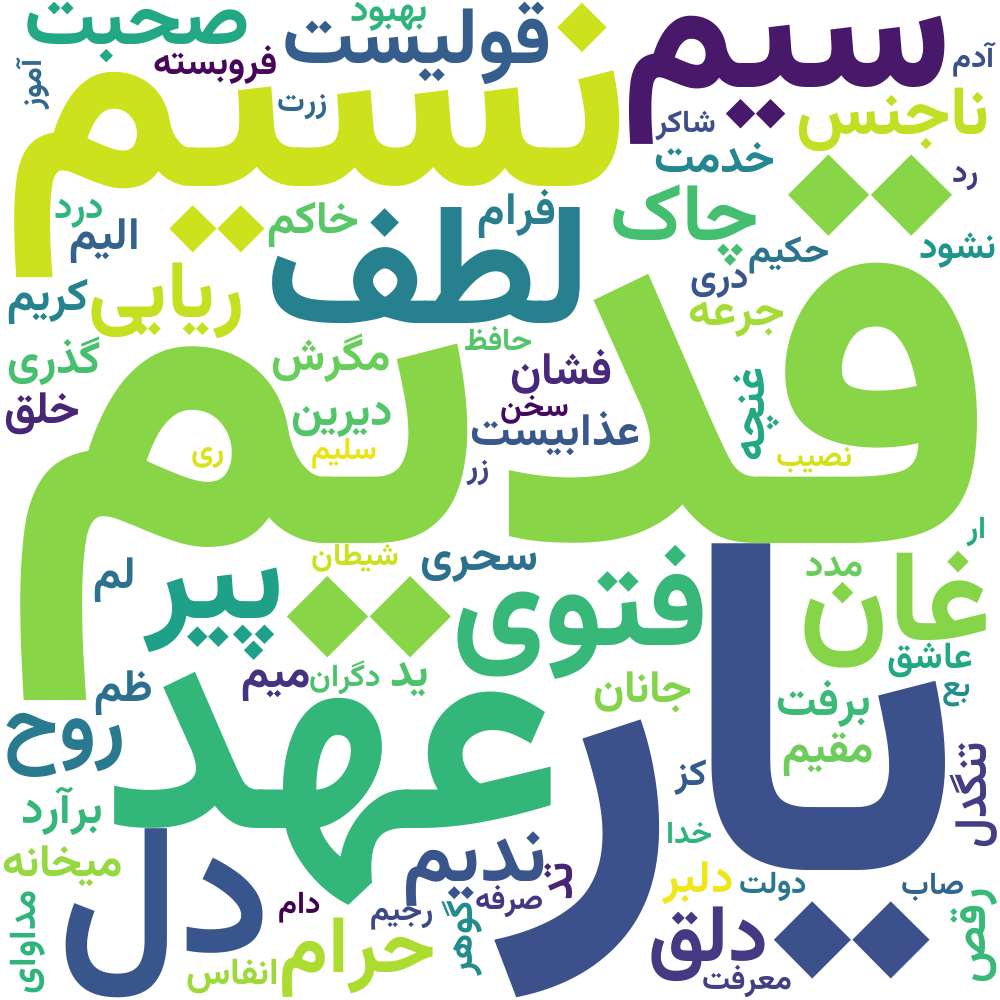 صحبت
بهبود
قولیست
سیم
آدم
آموز
فروبسته
نسیم
زرت
شاکر
ناجنس
خدمت
رد
درد
الیم
خاکم
فرام
لطف
چاک
حکیم
نشود
کریم
ریایی
دری
جرعه
گذری
مگرش
حافظ
فشان
غنچه
خلق
دیرین
سخن
عذابیست
قدیم
ری
سلیم
زر
نصیب
ار
لم
پیر
شیطان
سحری
فتوی
مدد
غان
عاشق
ظم
میم
دگران
ید
جانان
برفت
بع
روح
عهد
مقیم
یار
کز
تنگدل
برآرد
خدا
میخانه
دل
ندیم
تد
دلبر
دولت
صاب
مداوای
دام
رجیم
صرفه
گوهر
دلق
رقص
انفاس
حرام
معرفت